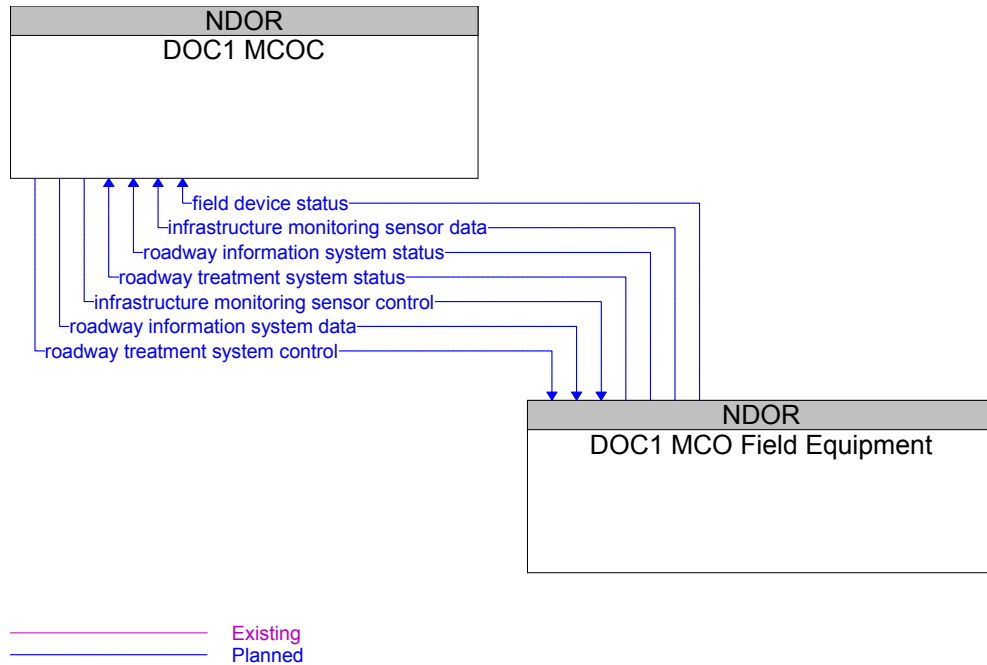 NDOR
DOC1 MCOC
field device status
infrastructure monitoring sensor data
roadway information system status
roadway treatment system status
infrastructure monitoring sensor control
roadway information system data
roadway treatment system control
NDOR
DOC1 MCO Field Equipment
Existing
Planned